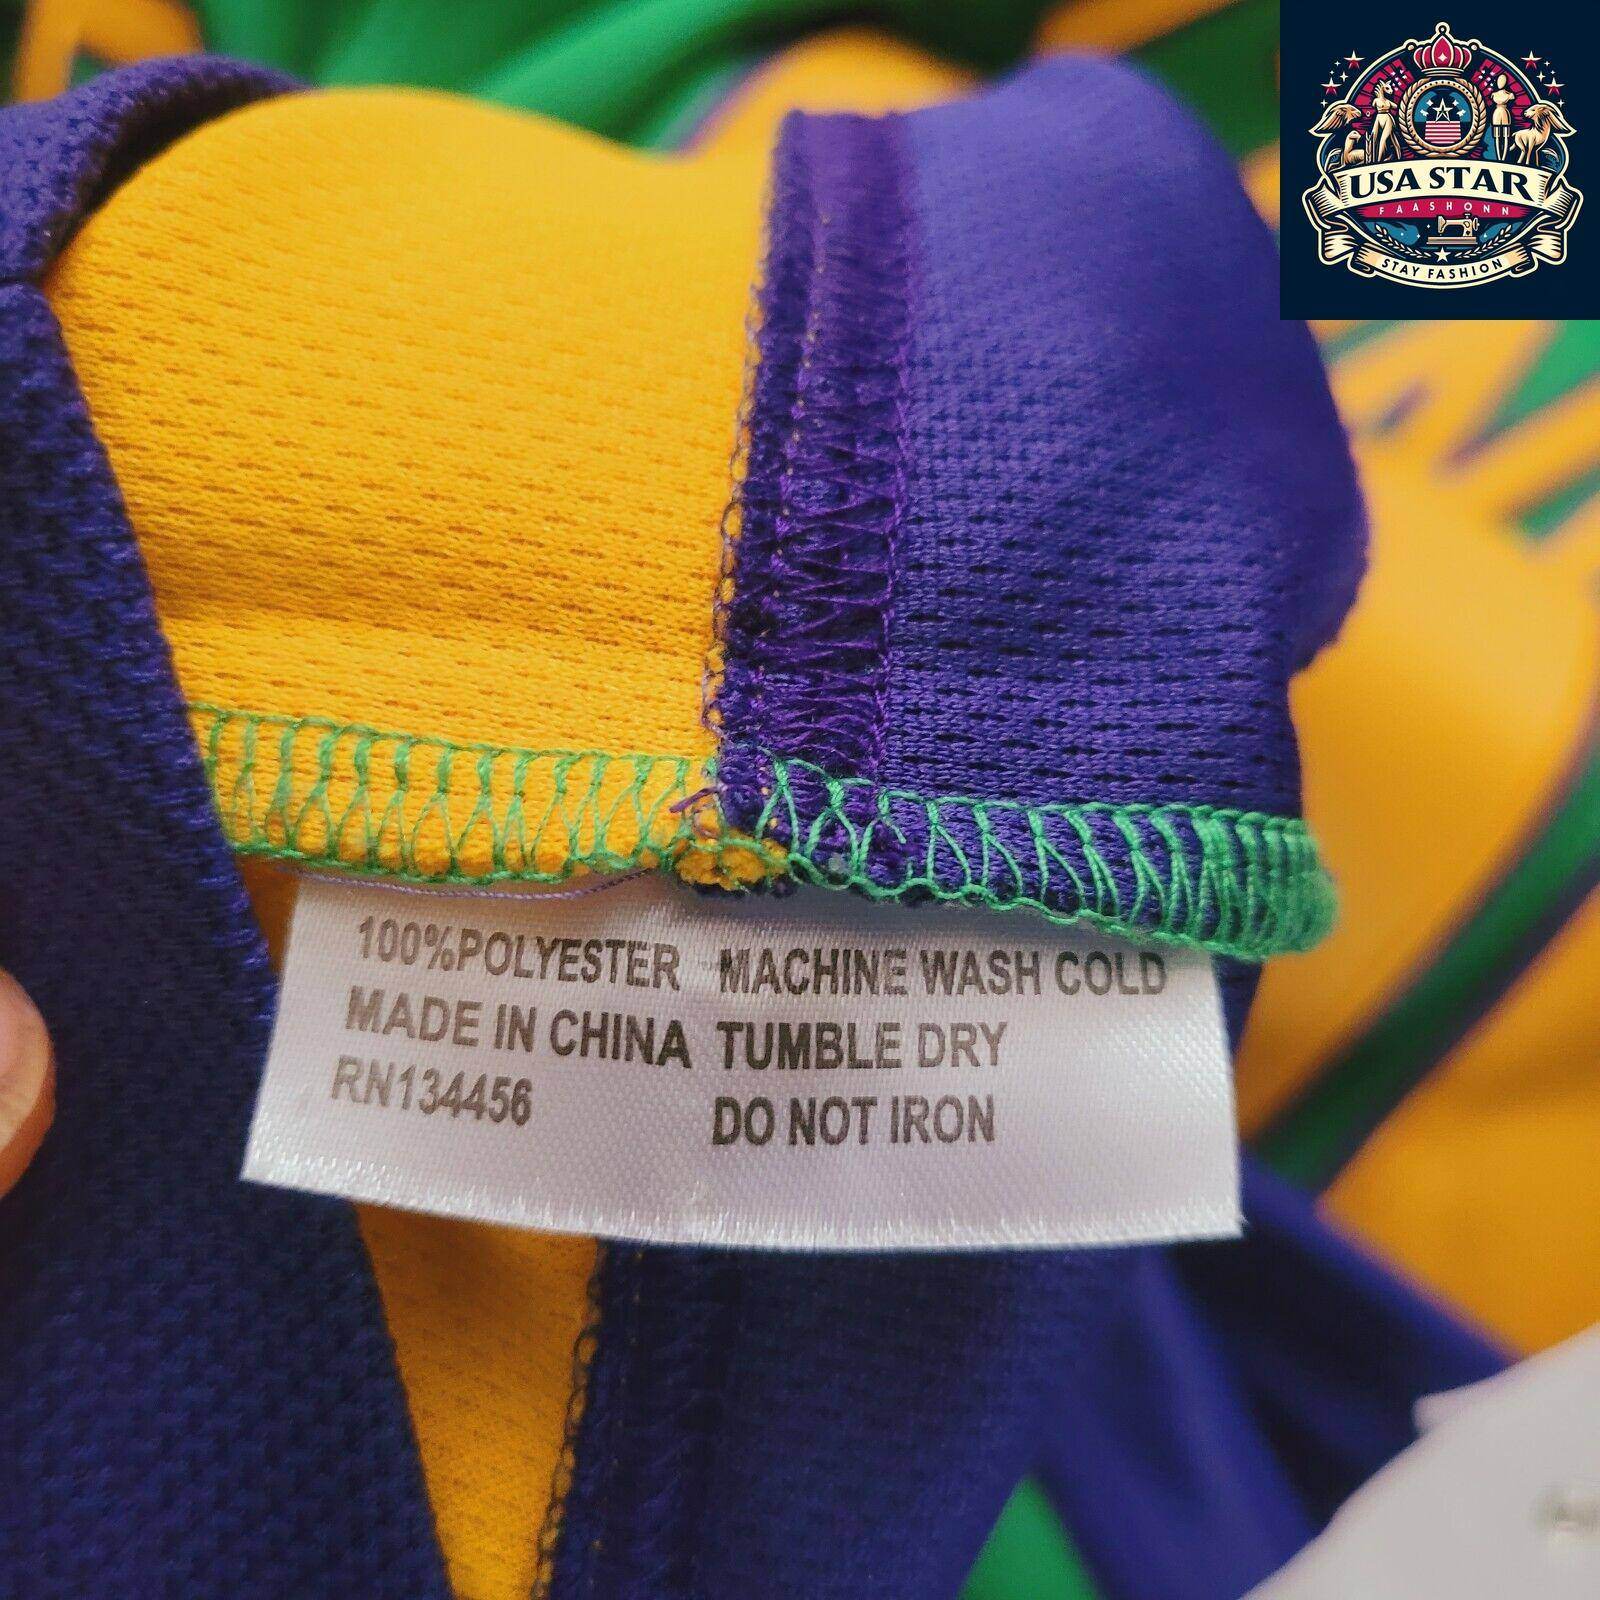 USA STAR
FAASHONN
STAY FASHION
100%POLYESTER
MADE IN CHINA
RN134456
MACHINE WASH COLD
TUMBLE DRY
DO NOT IRON